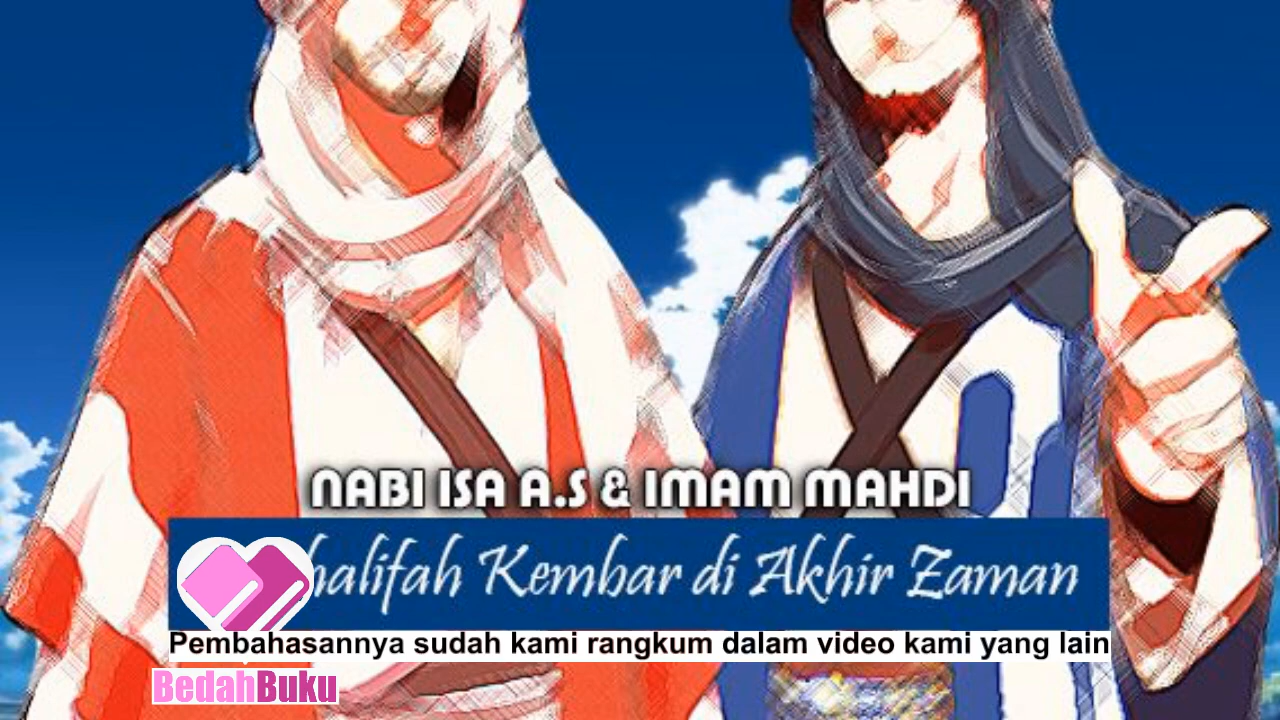 NABI ISA A.S & IMAM MAHDI
halifah Kembar di Akhir Zaman
Pembahasannya sudah kami rangkum dalam video kami yang lain
BedahBuku